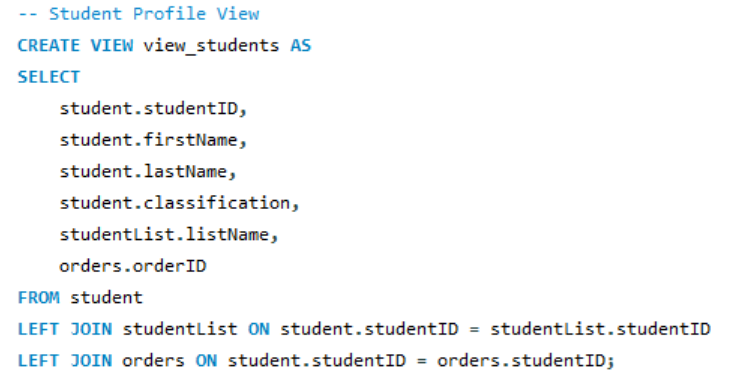 -- Student Profile View
CREATE VIEW view_students AS
SELECT
    student.studentID,
    student.firstName,
    student.lastName,
    student.classification,
    studentList.listName,
    orders.orderID
FROM student
LEFT JOIN studentList ON student.studentID = studentList.studentID
LEFT JOIN orders ON student.studentID = orders.studentID;